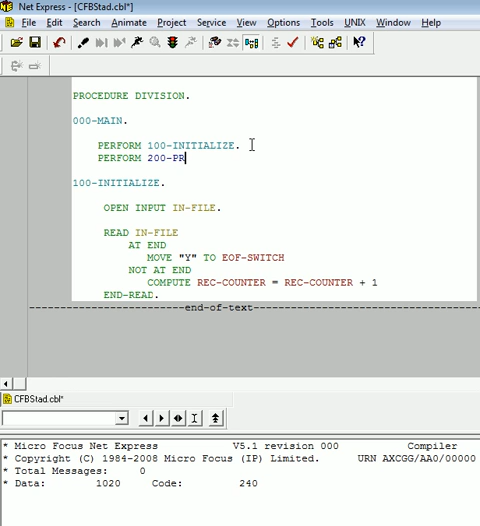 Net Express - [CFBStad.cbl*]
File Edit Search Animate Project Service View Options Tools UNIX Window Help
PROCEDURE DIVISION.
000-MAIN.
PERFORM 100-INITIALIZE.
PERFORM 200-PR
100-INITIALIZE.
OPEN INPUT IN-FILE.
READ IN-FILE
AT END
MOVE "Y" TO EOF-SWITCH
NOT AT END
COMPUTE REC-COUNTER = REC-COUNTER + 1
END-READ.
------------------------end-of-text------------------------
CFBStad.cbl*
* Micro Focus Net Express V5.1 revision 000 Compiler
* Copyright (C) 1984-2008 Micro Focus (IP) Limited. URN AXCGG/AA0/00000
* Total Messages: 0
* Data: 1020 Code: 240